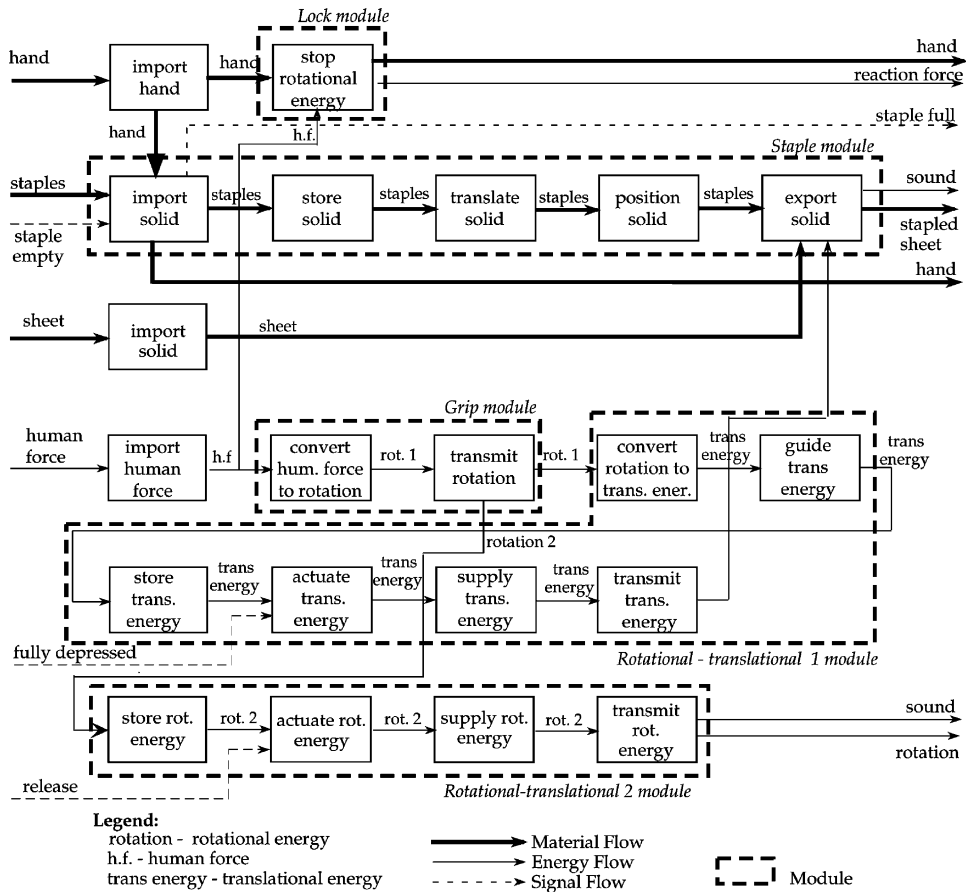 Lock module
hand
import
hand
hand
stop
rotational
energy
hand
reaction force
hand
h.f.
staple full
Staple module
staples
import
solid
staples
store
solid
staples
translate
solid
staples
position
solid
staples
export
solid
sound
stapled
sheet
staple
empty
hand
sheet
import
solid
sheet
Grip module
human
force
import
human
force
h.f
convert
hum. force
to rotation
rot. 1
transmit
rotation
rot. 1
convert
rotation to
trans. ener.
trans
energy
guide
trans
energy
trans
energy
rotation 2
store
trans.
energy
trans
energy
actuate
trans.
energy
trans
energy
supply
trans.
energy
trans
energy
transmit
trans.
energy
fully depressed
Rotational - translational 1 module
store rot.
energy
rot. 2
actuate rot.
energy
rot. 2
supply rot.
energy
rot. 2
transmit
rot.
energy
sound
rotation
release
Rotational-translational 2 module
Legend:
rotation - rotational energy
h.f. - human force
trans energy - translational energy
Material Flow
Energy Flow
Signal Flow
Module